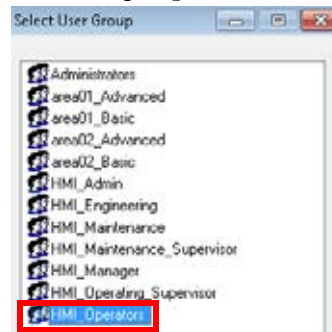 Select User Group
Administrators
area01_Advanced
area01_Basic
area02_Advanced
area02_Basic
HMI_Admin
HMI_Engineering
HMI_Maintenance
HMI_Maintenance_Supervisor
HMI_Manager
HMI_Operating_Supervisor
HMI_Operators